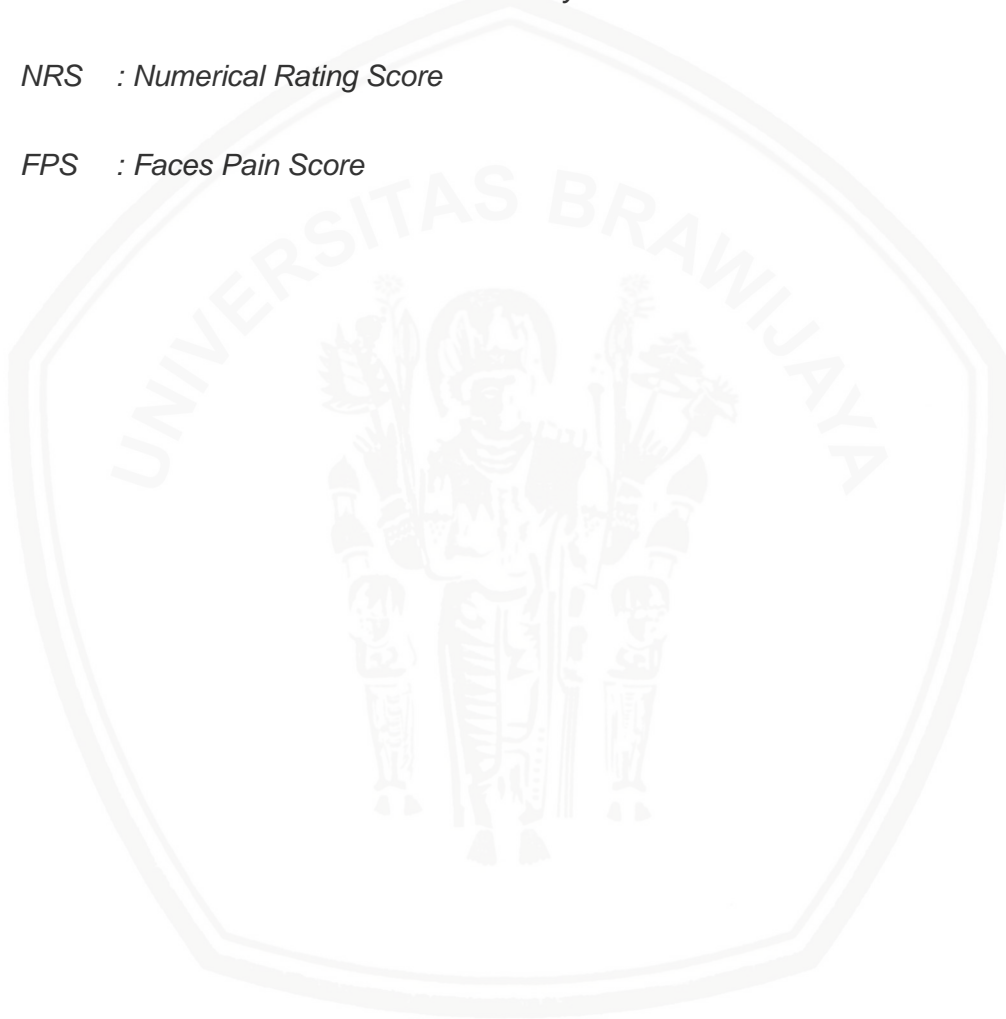 NRS : Numerical Rating Score
FPS : Faces Pain Score
UNIVERSITAS BRAWIJAYA